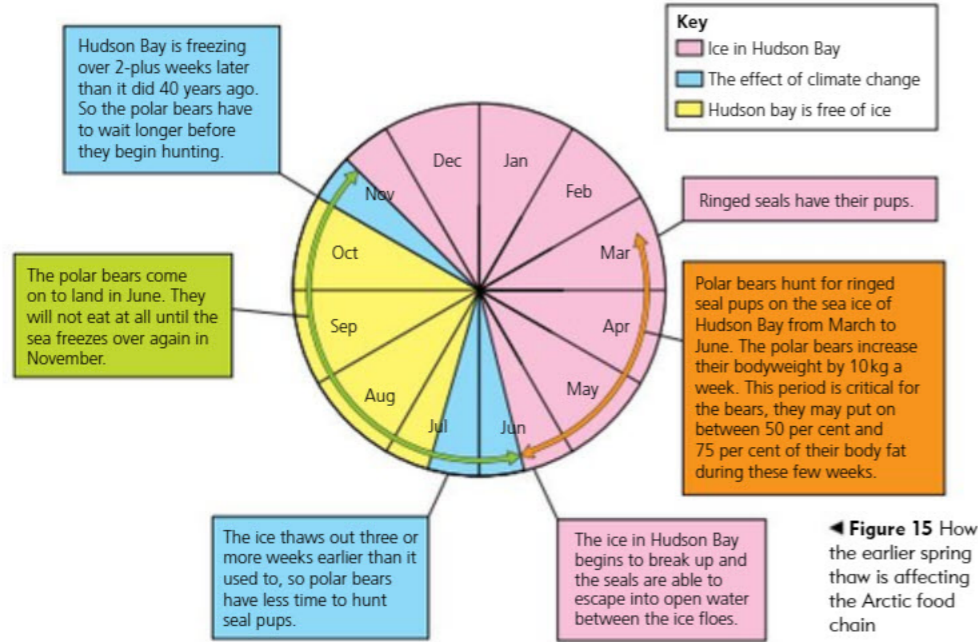 Hudson Bay is freezing
over 2-plus weeks later
than it did 40 years ago.
So the polar bears have
to wait longer before
they begin hunting.
Key
Ice in Hudson Bay
The effect of climate change
Hudson bay is free of ice
Dec
Jan
Nov
Feb
Oct
Mar
Sep
Apr
Aug
May
Jul
Jun
Ringed seals have their pups.
The polar bears come
on to land in June. They
will not eat at all until the
sea freezes over again in
November.
Polar bears hunt for ringed
seal pups on the sea ice of
Hudson Bay from March to
June. The polar bears increase
their bodyweight by 10kg a
week. This period is critical for
the bears, they may put on
between 50 per cent and
75 per cent of their body fat
during these few weeks.
The ice thaws out three or
more weeks earlier than it
used to, so polar bears
have less time to hunt
seal pups.
The ice in Hudson Bay
begins to break up and
the seals are able to
escape into open water
between the ice floes.
◄ Figure 15 How
the earlier spring
thaw is affecting
the Arctic food
chain